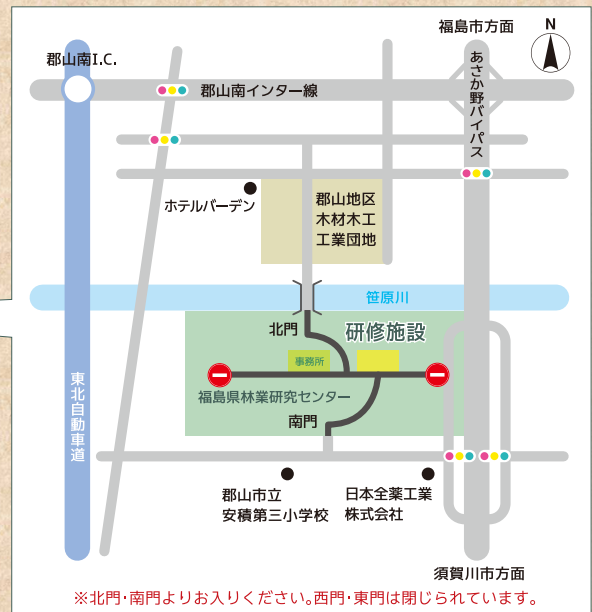 福島市方面
N
郡山南I.C.
郡山南インター線
あさか野バイパス
ホテルバーデン
郡山地区
木材木工
工業団地
笹原川
北門
研修施設
事務所
福島県林業研究センター
南門
東北自動車道
郡山市立
安積第三小学校
日本全薬工業
株式会社
須賀川市方面
※北門・南門よりお入りください。西門・東門は閉じられています。